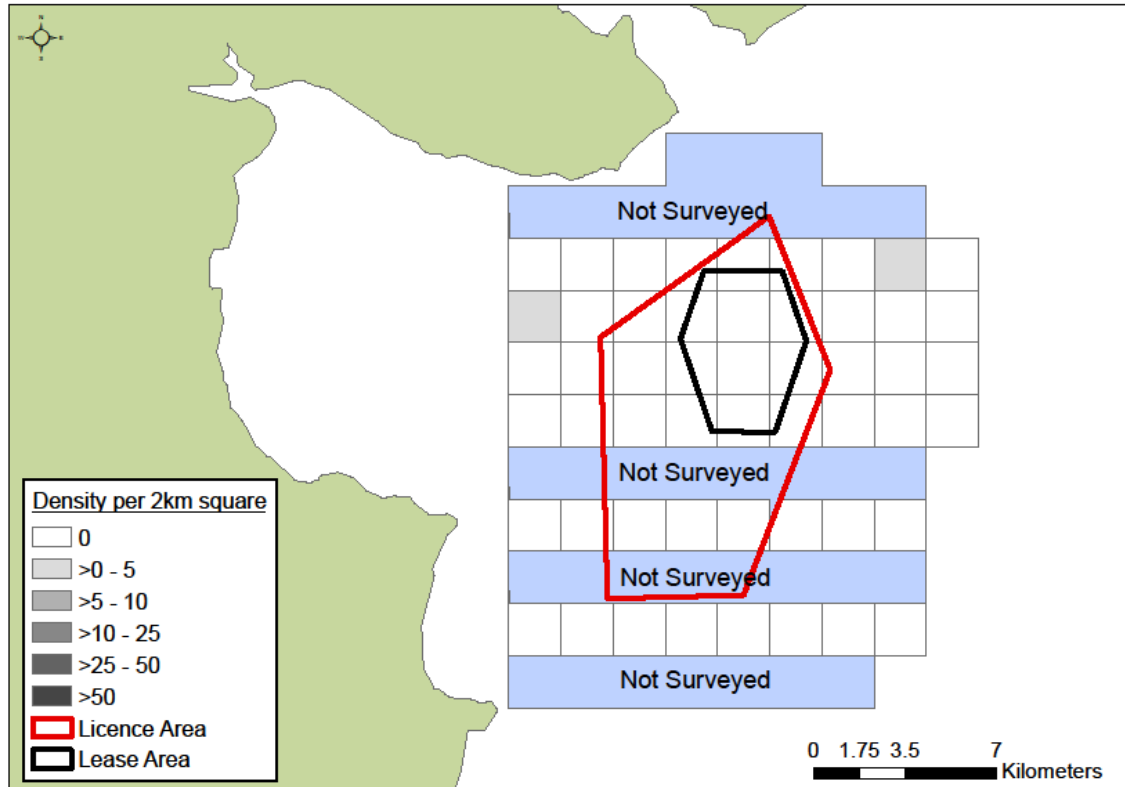 N
W E
S
Not Surveyed
Not Surveyed
Not Surveyed
Not Surveyed
Density per 2km square
0
>0 - 5
>5 - 10
>10 - 25
>25 - 50
>50
Licence Area
Lease Area
0 1.75 3.5 7
Kilometers